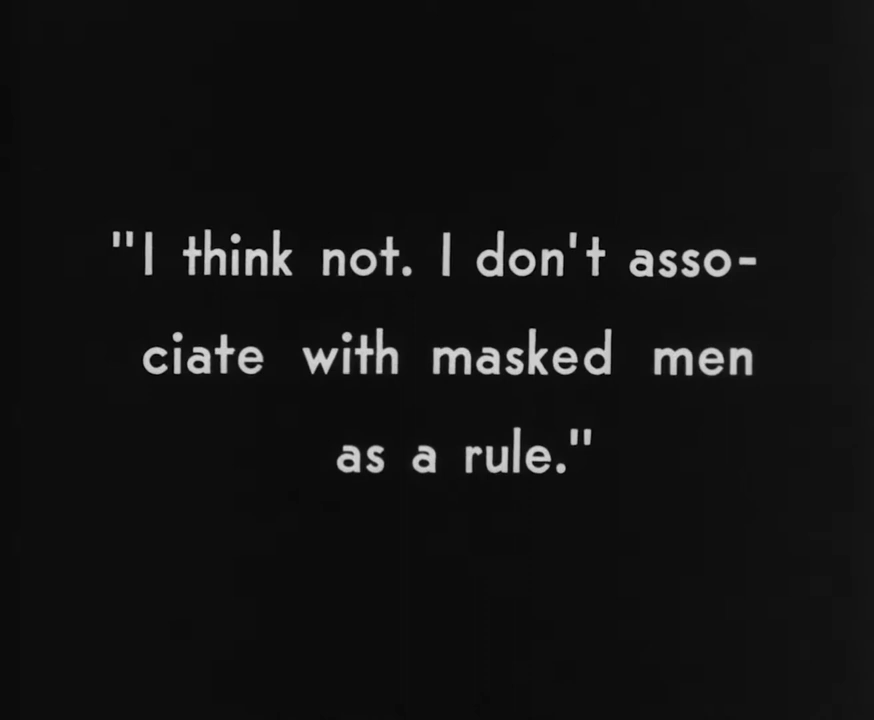 "I think not. I don't asso-
ciate with masked men
as a rule."